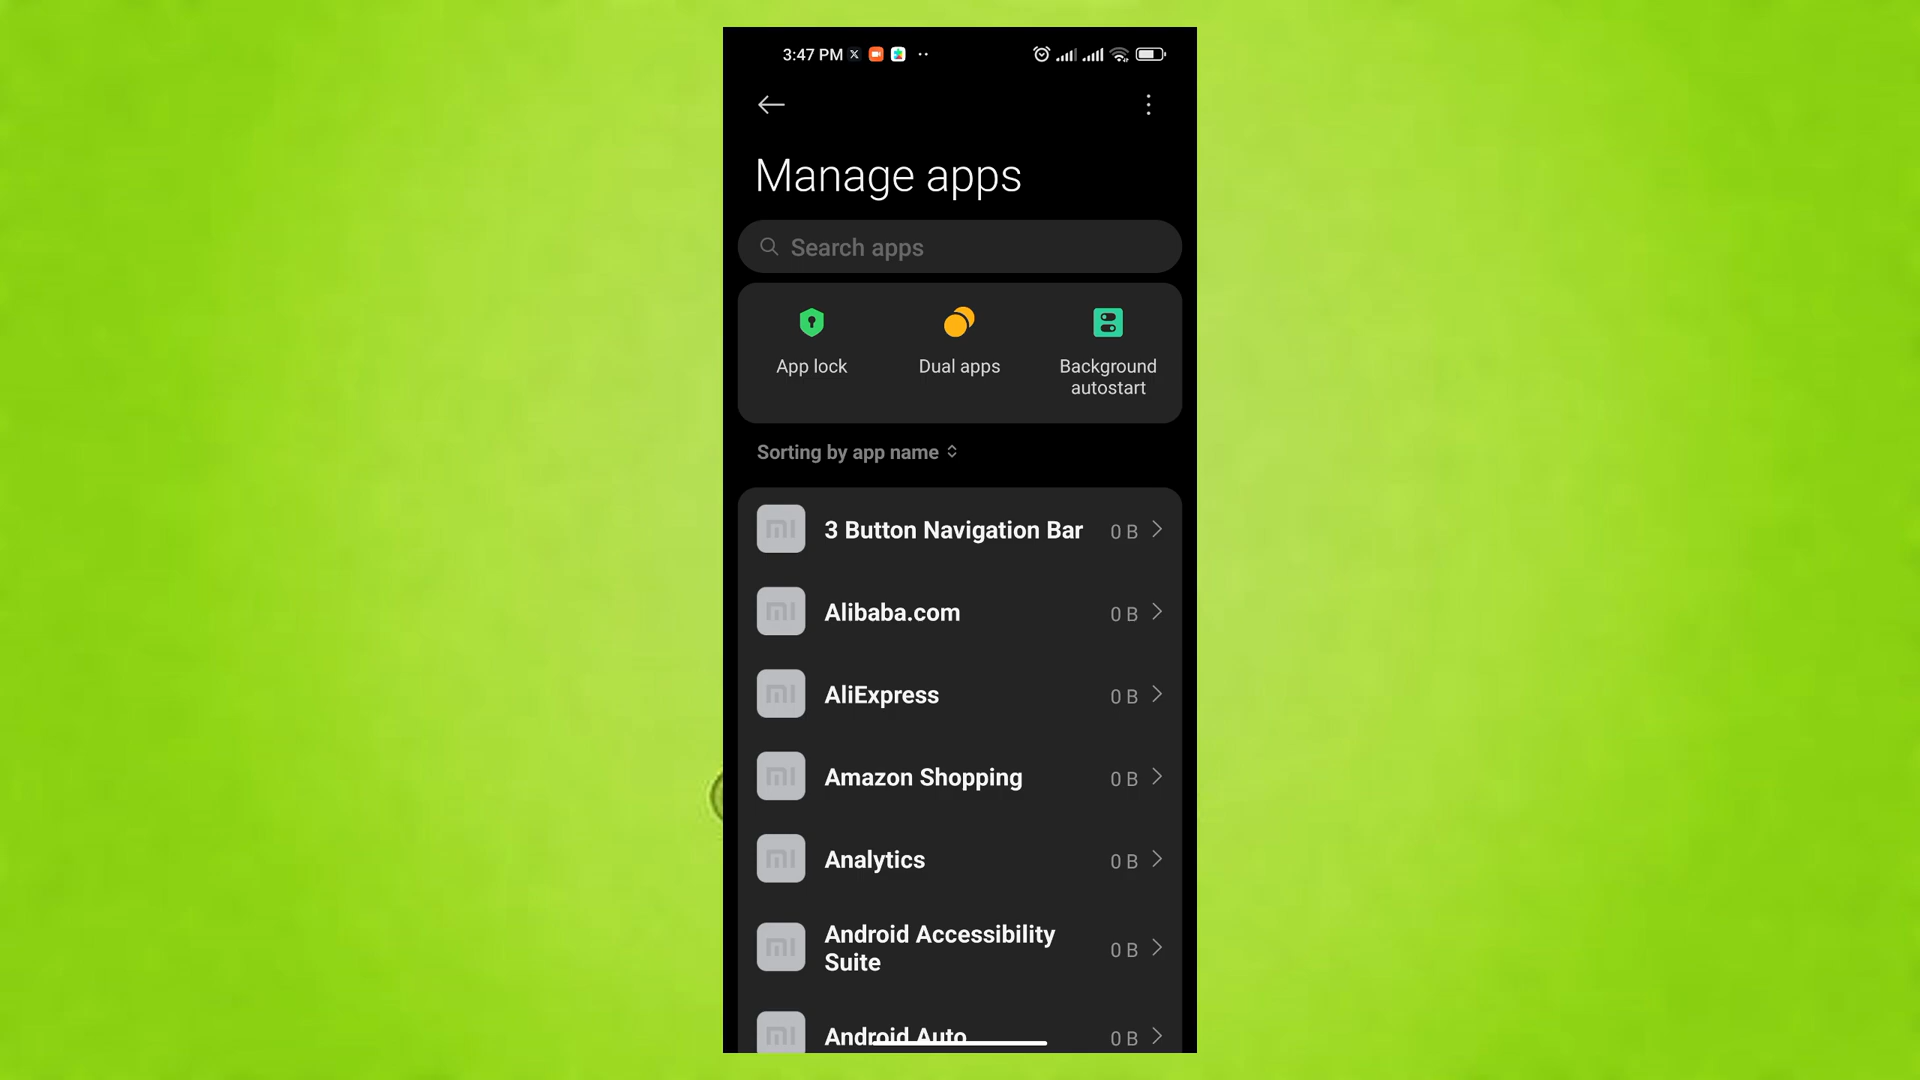 3:47 PM
Manage apps
Search apps
App lock
Dual apps
Background
autostart
Sorting by app name
3 Button Navigation Bar 0 B
Alibaba.com 0 B
AliExpress 0 B
Amazon Shopping 0 B
Analytics 0 B
Android Accessibility
Suite 0 B
Android Auto 0 B